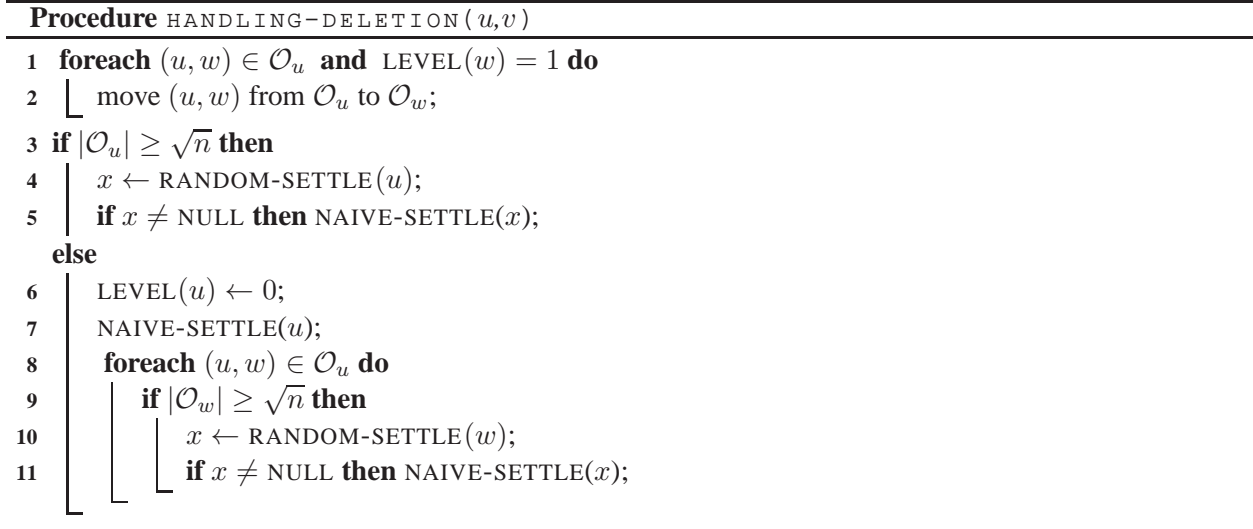 Procedure HANDLING-DELETION(u,v)
1 foreach (u, w) ∈ 𝒪_u and LEVEL(w) = 1 do
2 move (u, w) from 𝒪_u to 𝒪_w;
3 if |𝒪_u| ≥ √n then
4 x ← RANDOM-SETTLE(u);
5 if x ≠ NULL then NAIVE-SETTLE(x);
else
6 LEVEL(u) ← 0;
7 NAIVE-SETTLE(u);
8 foreach (u, w) ∈ 𝒪_u do
9 if |𝒪_w| ≥ √n then
10 x ← RANDOM-SETTLE(w);
11 if x ≠ NULL then NAIVE-SETTLE(x);